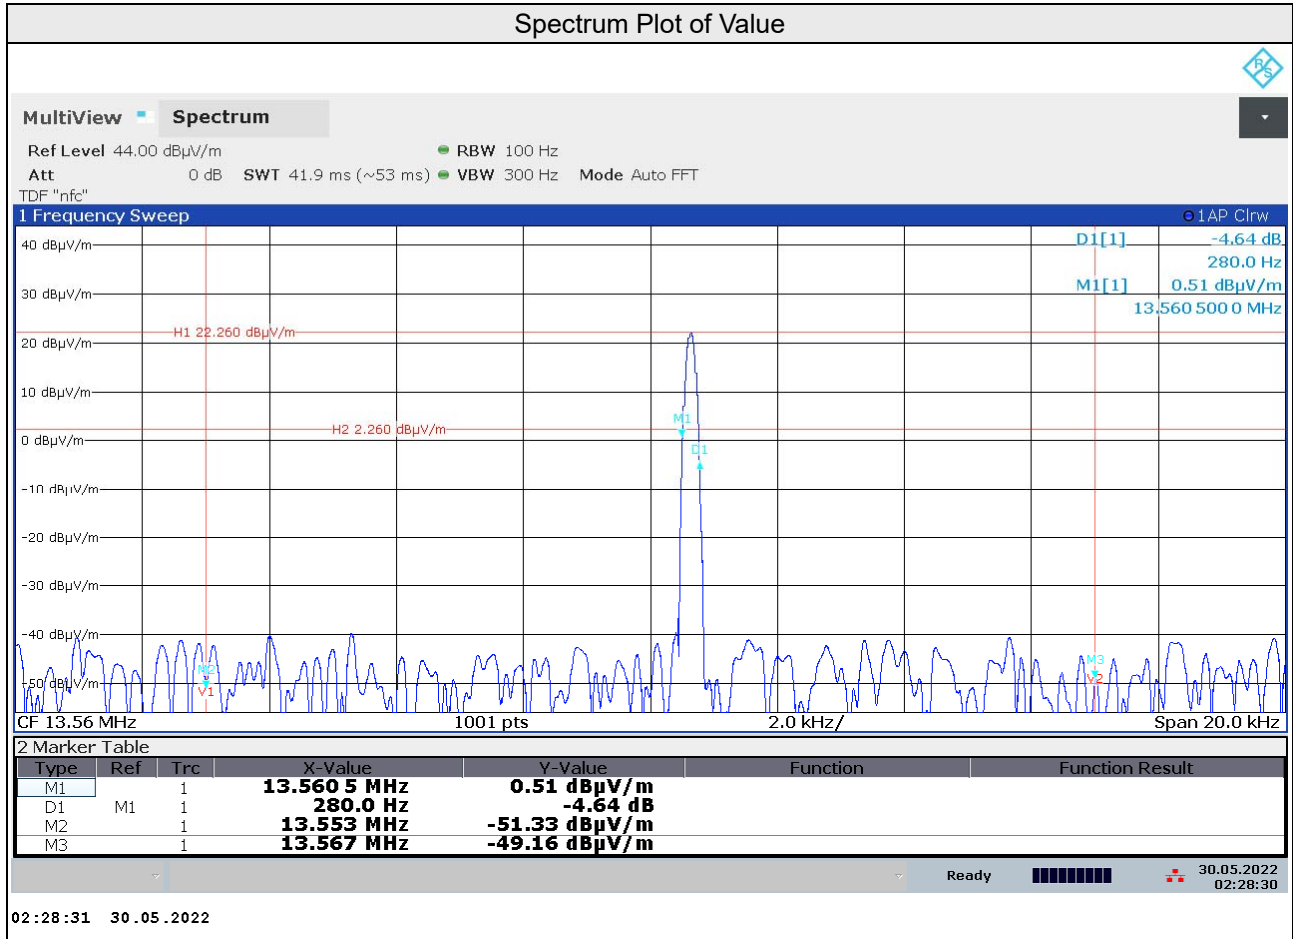 Spectrum Plot of Value
R S
MultiView Spectrum
Ref Level 44.00 dBµV/m RBW 100 Hz
Att 0 dB SWT 41.9 ms (~53 ms) VBW 300 Hz Mode Auto FFT
TDF "nfc"
1 Frequency Sweep 1AP Clrw
40 dBµV/m D1[1] -4.64 dB
280.0 Hz
30 dBµV/m M1[1] 0.51 dBµV/m
13.560 500 0 MHz
H1 22.260 dBµV/m
20 dBµV/m
10 dBµV/m
M1
H2 2.260 dBµV/m
0 dBµV/m
D1
-10 dBµV/m
-20 dBµV/m
-30 dBµV/m
-40 dBµV/m
M2 M3
-50 dBµV/m V1 V2
CF 13.56 MHz 1001 pts 2.0 kHz/ Span 20.0 kHz
2 Marker Table
Type Ref Trc X-Value Y-Value Function Function Result
M1 1 13.560 5 MHz 0.51 dBµV/m
D1 M1 1 280.0 Hz -4.64 dB
M2 1 13.553 MHz -51.33 dBµV/m
M3 1 13.567 MHz -49.16 dBµV/m
Ready 30.05.2022
02:28:30
02:28:31 30.05.2022